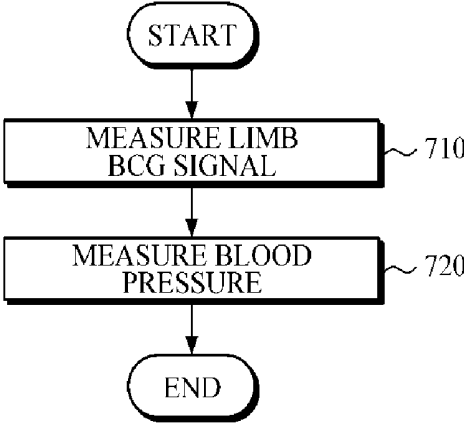 START
MEASURE LIMB
BCG SIGNAL
710
MEASURE BLOOD
PRESSURE
720
END